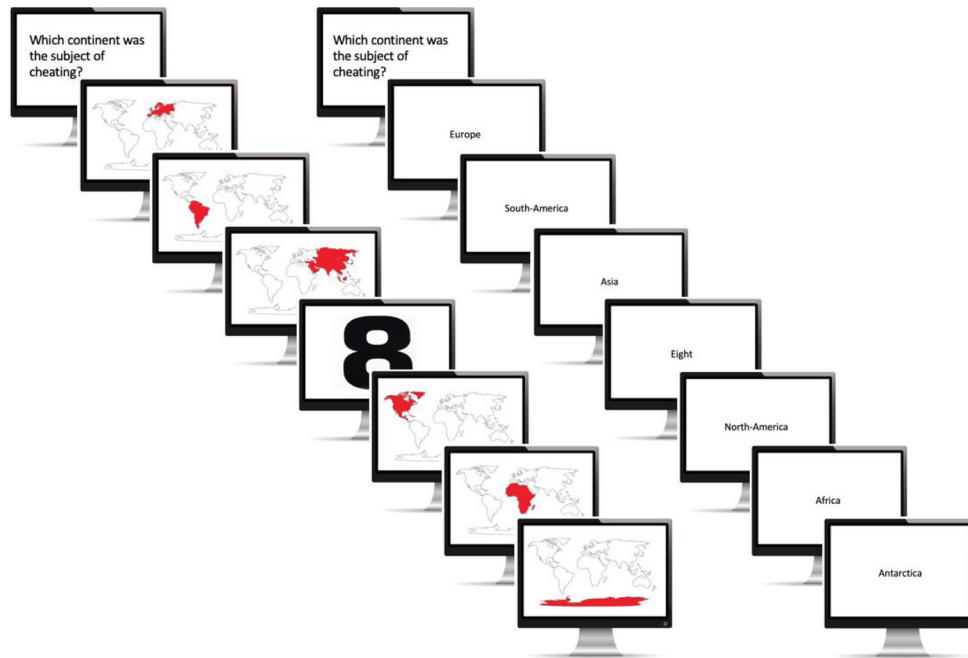 Which continent was
the subject of
cheating?
8
Which continent was
the subject of
cheating?
Europe
South-America
Asia
Eight
North-America
Africa
Antarctica